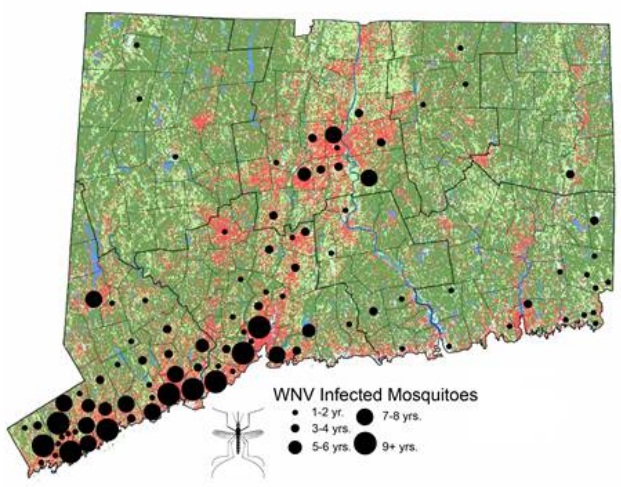 WNV Infected Mosquitoes
1-2 yr.
3-4 yrs.
5-6 yrs.
7-8 yrs.
9+ yrs.